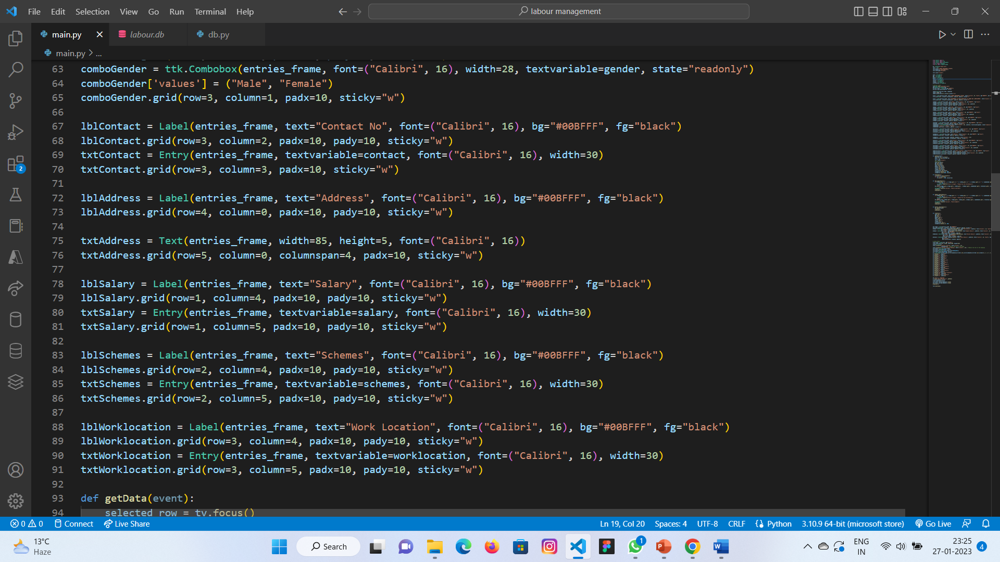 File Edit Selection View Go Run Terminal Help
labour management
main.py
labour.db
db.py
main.py > ...
63 comboGender = ttk.Combobox(entries_frame, font=("Calibri", 16), width=28, textvariable=gender, state="readonly")
64 comboGender['values'] = ("Male", "Female")
65 comboGender.grid(row=3, column=1, padx=10, sticky="w")
66
67 lblContact = Label(entries_frame, text="Contact No", font=("Calibri", 16), bg="#00BFFF", fg="black")
68 lblContact.grid(row=3, column=2, padx=10, pady=10, sticky="w")
69 txtContact = Entry(entries_frame, textvariable=contact, font=("Calibri", 16), width=30)
70 txtContact.grid(row=3, column=3, padx=10, sticky="w")
71
72 lblAddress = Label(entries_frame, text="Address", font=("Calibri", 16), bg="#00BFFF", fg="black")
73 lblAddress.grid(row=4, column=0, padx=10, pady=10, sticky="w")
74
75 txtAddress = Text(entries_frame, width=85, height=5, font=("Calibri", 16))
76 txtAddress.grid(row=5, column=0, columnspan=4, padx=10, sticky="w")
77
78 lblSalary = Label(entries_frame, text="Salary", font=("Calibri", 16), bg="#00BFFF", fg="black")
79 lblSalary.grid(row=1, column=4, padx=10, pady=10, sticky="w")
80 txtSalary = Entry(entries_frame, textvariable=salary, font=("Calibri", 16), width=30)
81 txtSalary.grid(row=1, column=5, padx=10, pady=10, sticky="w")
82
83 lblSchemes = Label(entries_frame, text="Schemes", font=("Calibri", 16), bg="#00BFFF", fg="black")
84 lblSchemes.grid(row=2, column=4, padx=10, pady=10, sticky="w")
85 txtSchemes = Entry(entries_frame, textvariable=schemes, font=("Calibri", 16), width=30)
86 txtSchemes.grid(row=2, column=5, padx=10, pady=10, sticky="w")
87
88 lblWorklocation = Label(entries_frame, text="Work Location", font=("Calibri", 16), bg="#00BFFF", fg="black")
89 lblWorklocation.grid(row=3, column=4, padx=10, pady=10, sticky="w")
90 txtWorklocation = Entry(entries_frame, textvariable=worklocation, font=("Calibri", 16), width=30)
91 txtWorklocation.grid(row=3, column=5, padx=10, pady=10, sticky="w")
92
93 def getData(event):
94 selected_row = tv.focus()
2
0 0 Connect Live Share Ln 19, Col 20 Spaces: 4 UTF-8 CRLF Python 3.10.9 64-bit (microsoft store) Go Live
13°C
Haze
Search
1
ENG
IN
23:25
27-01-2023
4